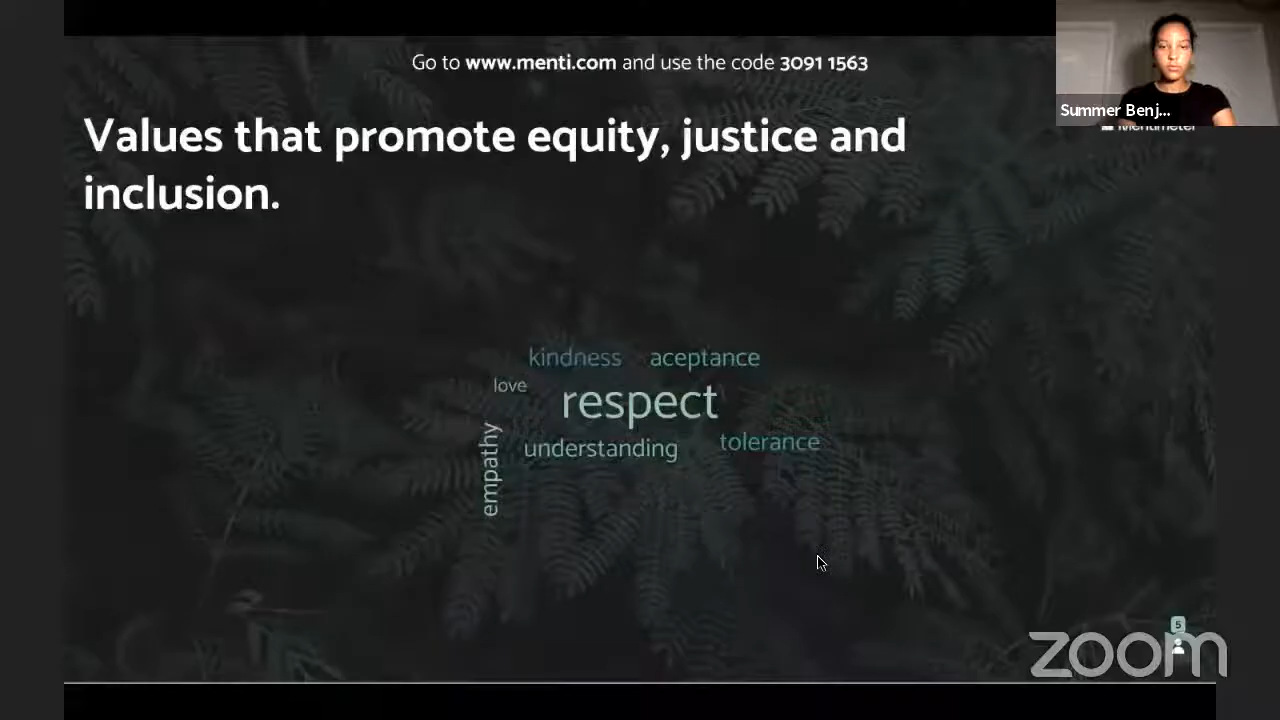 Go to www.menti.com and use the code 3091 1563
Summer Benj...
Mentimeter
Values that promote equity, justice and
inclusion.
kindness aceptance
love
respect
understanding
tolerance
empathy
5
zoom